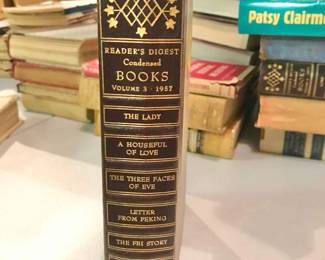 READER'S DIGEST
Condensed
BOOKS
VOLUME 3 · 1957
THE LADY
A HOUSEFUL
OF LOVE
THE THREE FACES
OF EVE
LETTER
FROM PEKING
THE FBI STORY
Patsy Clairm